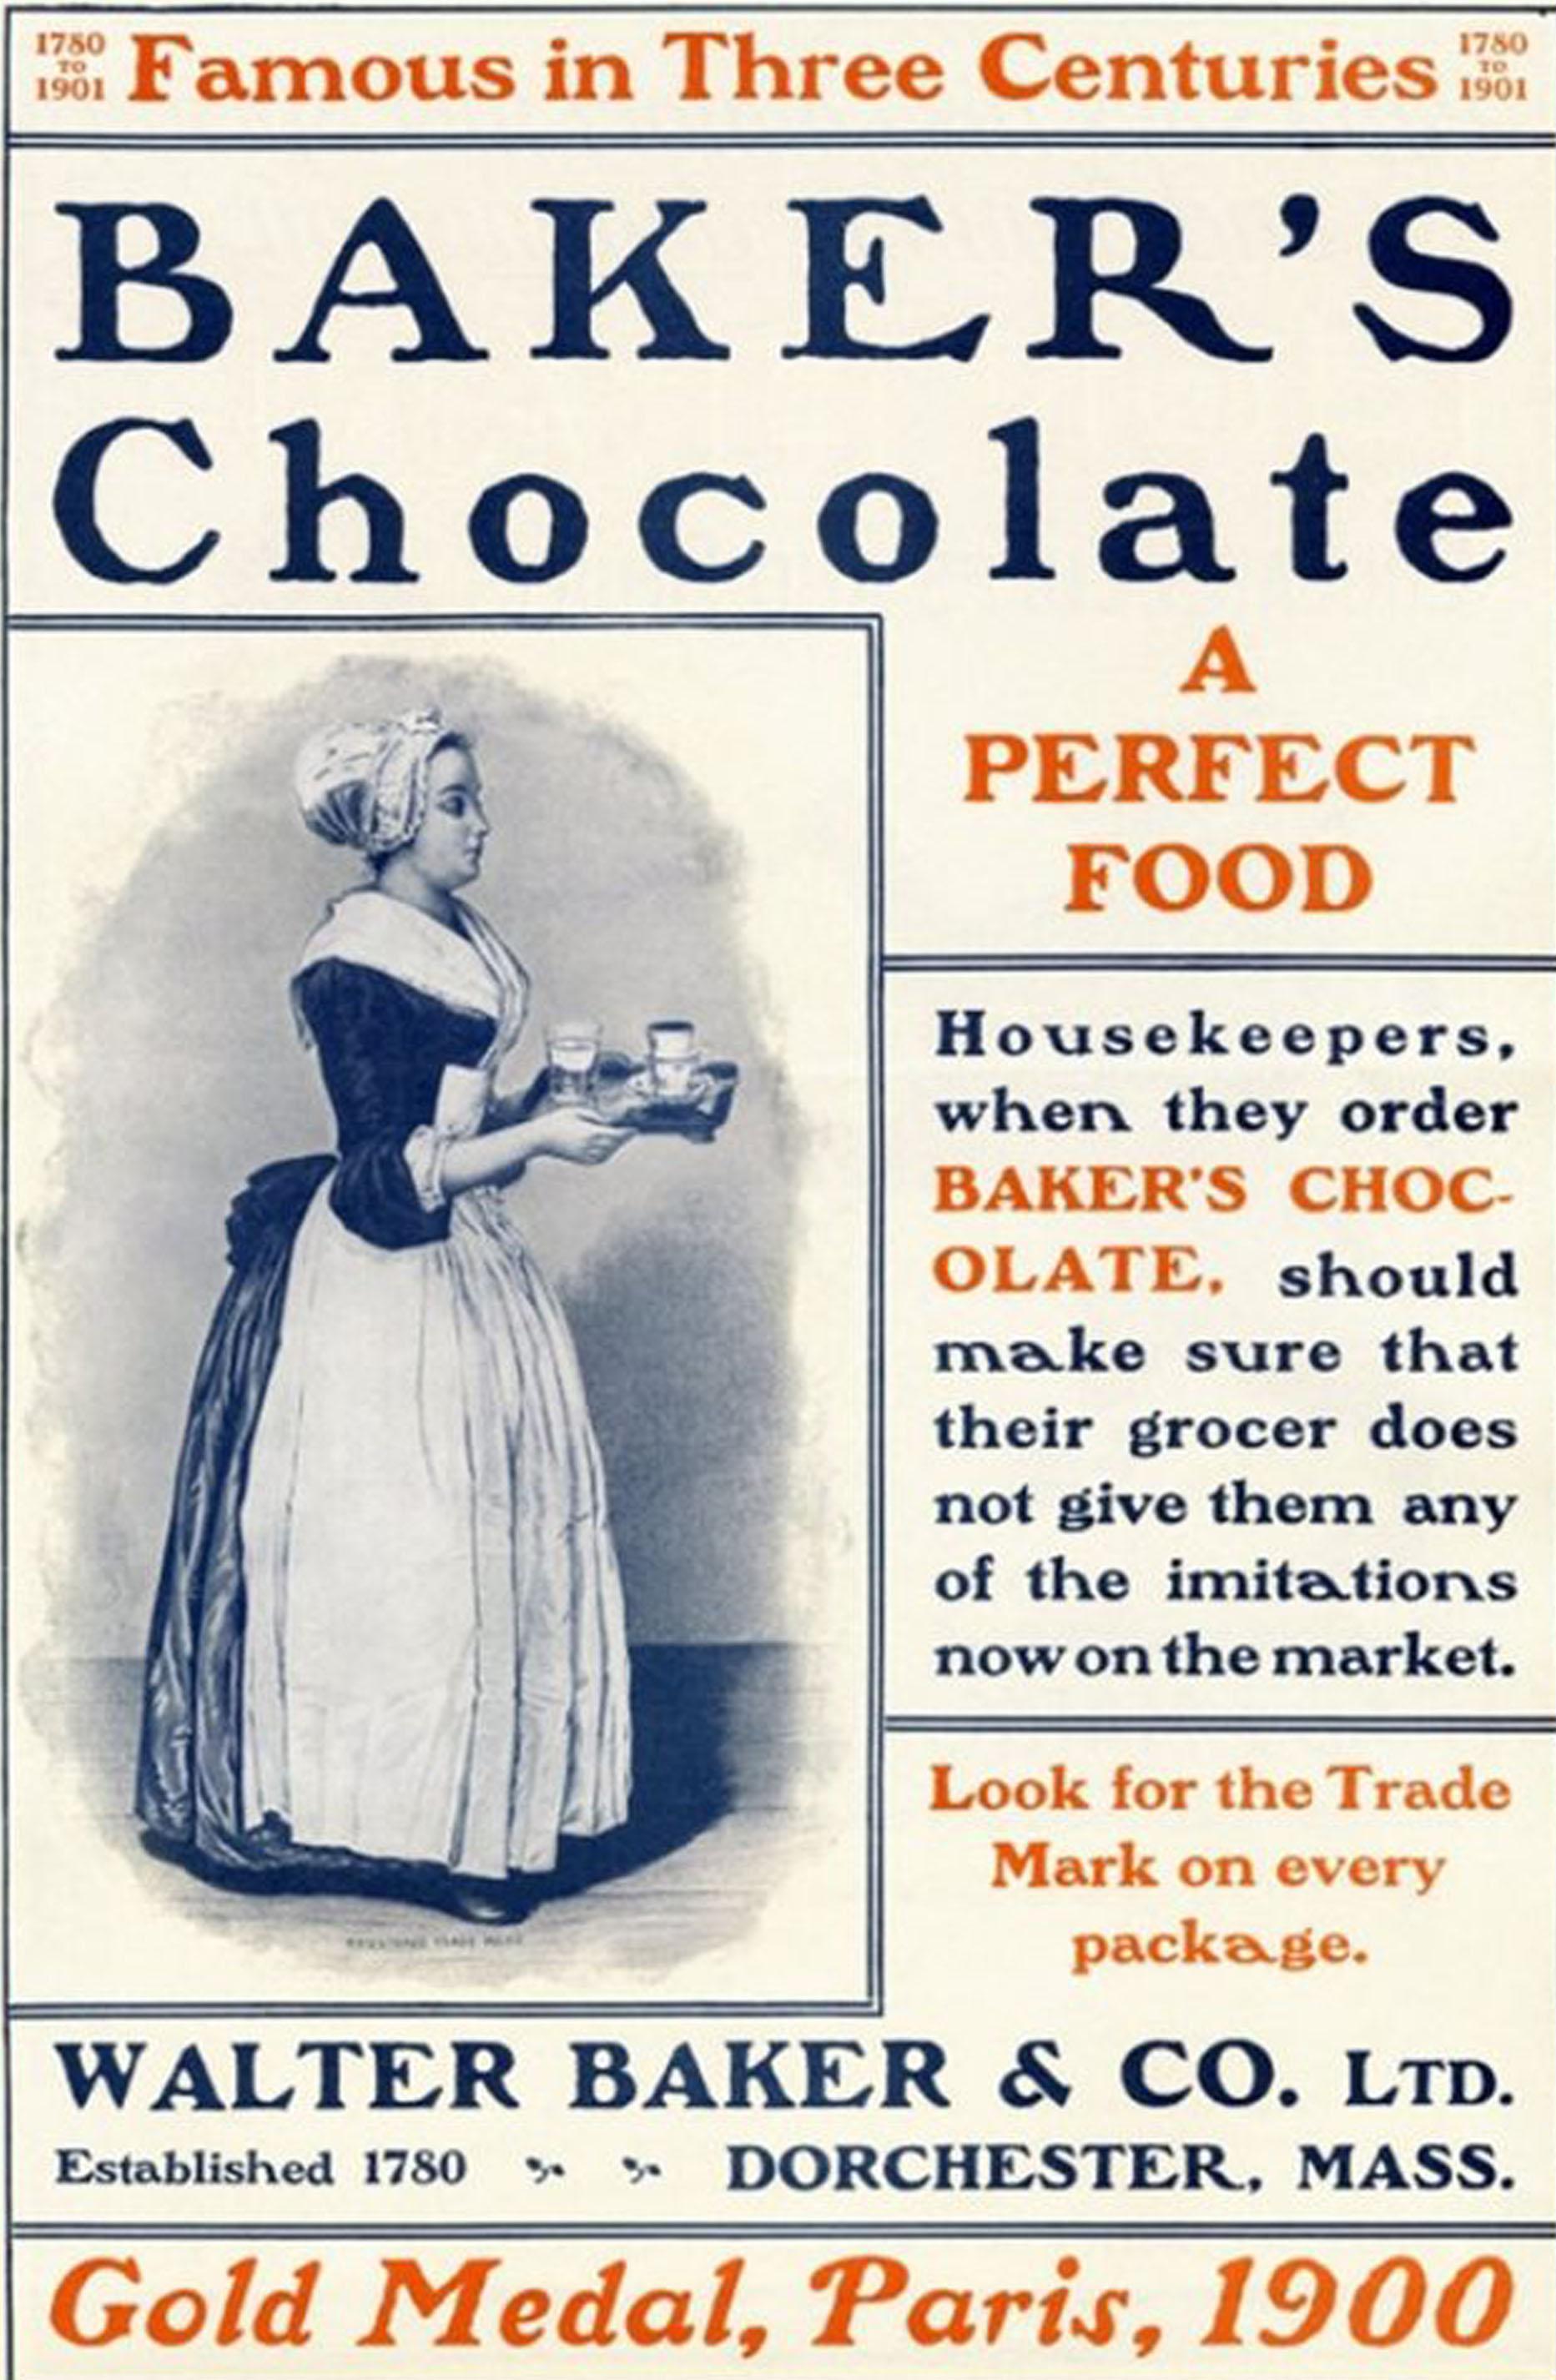 1780 TO 1901 Famous in Three Centuries 1780 TO 1901
BAKER'S
Chocolate
A
PERFECT
FOOD
Housekeepers,
when they order
BAKER'S CHOC-
OLATE, should
make sure that
their grocer does
not give them any
of the imitations
now on the market.
Look for the Trade
Mark on every
package.
WALTER BAKER & CO. LTD.
Established 1780 DORCHESTER, MASS.
Gold Medal, Paris, 1900